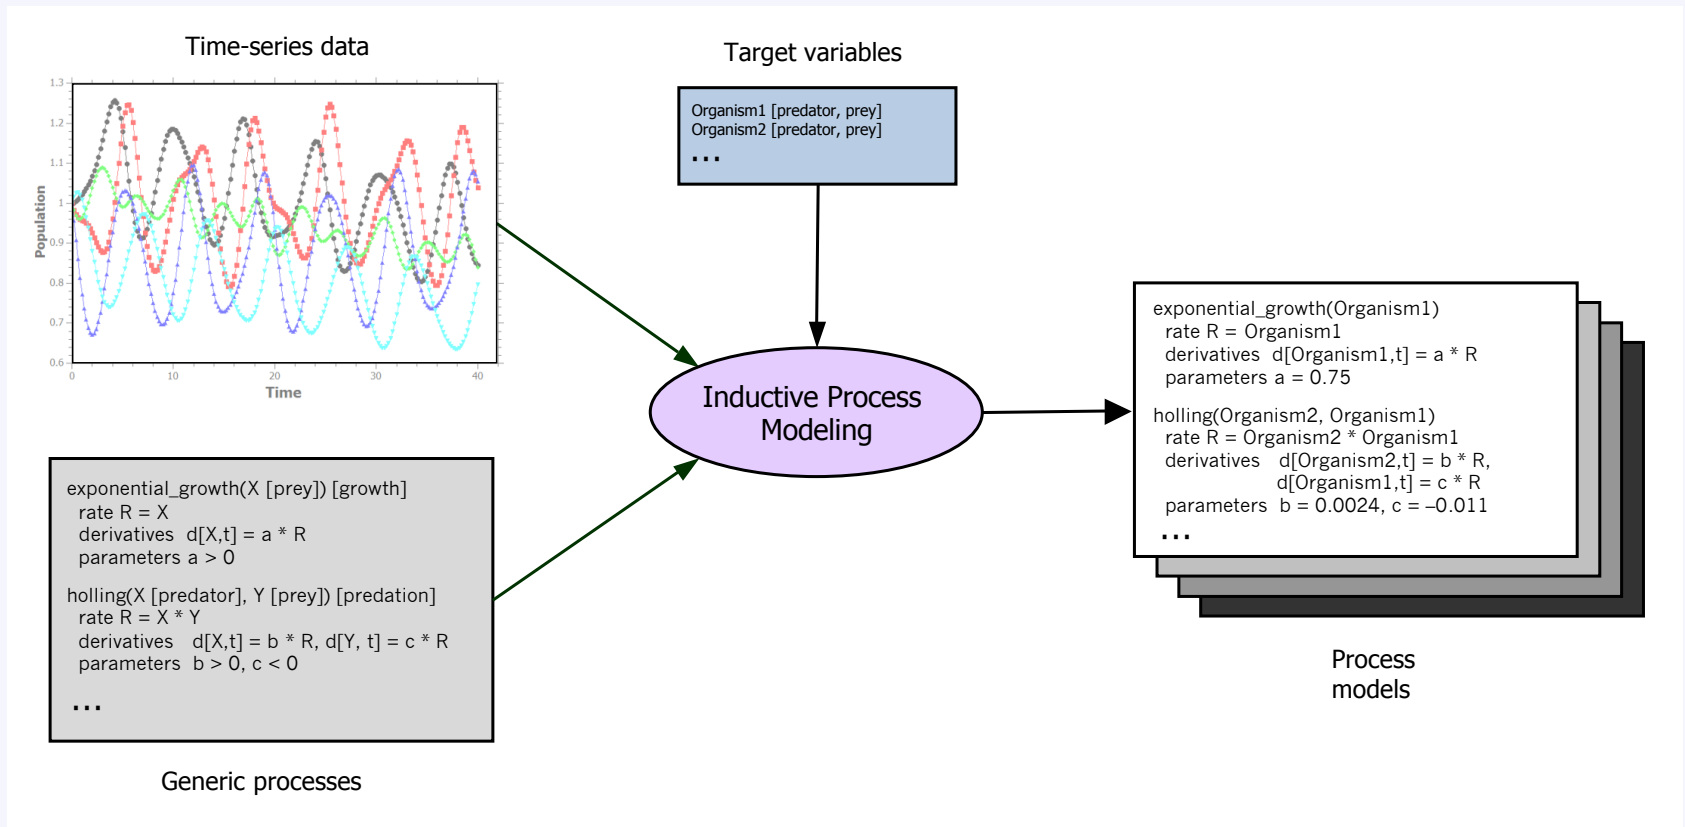 Time-series data
1.3
1.2
1.1
1
0.9
0.8
0.7
0.6
Population
0
10
20
30
40
Time
Target variables
Organism1 [predator, prey]
Organism2 [predator, prey]
...
Inductive Process
Modeling
exponential_growth(X [prey]) [growth]
rate R = X
derivatives d[X,t] = a * R
parameters a > 0
holling(X [predator], Y [prey]) [predation]
rate R = X * Y
derivatives d[X,t] = b * R, d[Y, t] = c * R
parameters b > 0, c < 0
...
Generic processes
exponential_growth(Organism1)
rate R = Organism1
derivatives d[Organism1,t] = a * R
parameters a = 0.75
holling(Organism2, Organism1)
rate R = Organism2 * Organism1
derivatives d[Organism2,t] = b * R,
d[Organism1,t] = c * R
parameters b = 0.0024, c = –0.011
...
Process
models